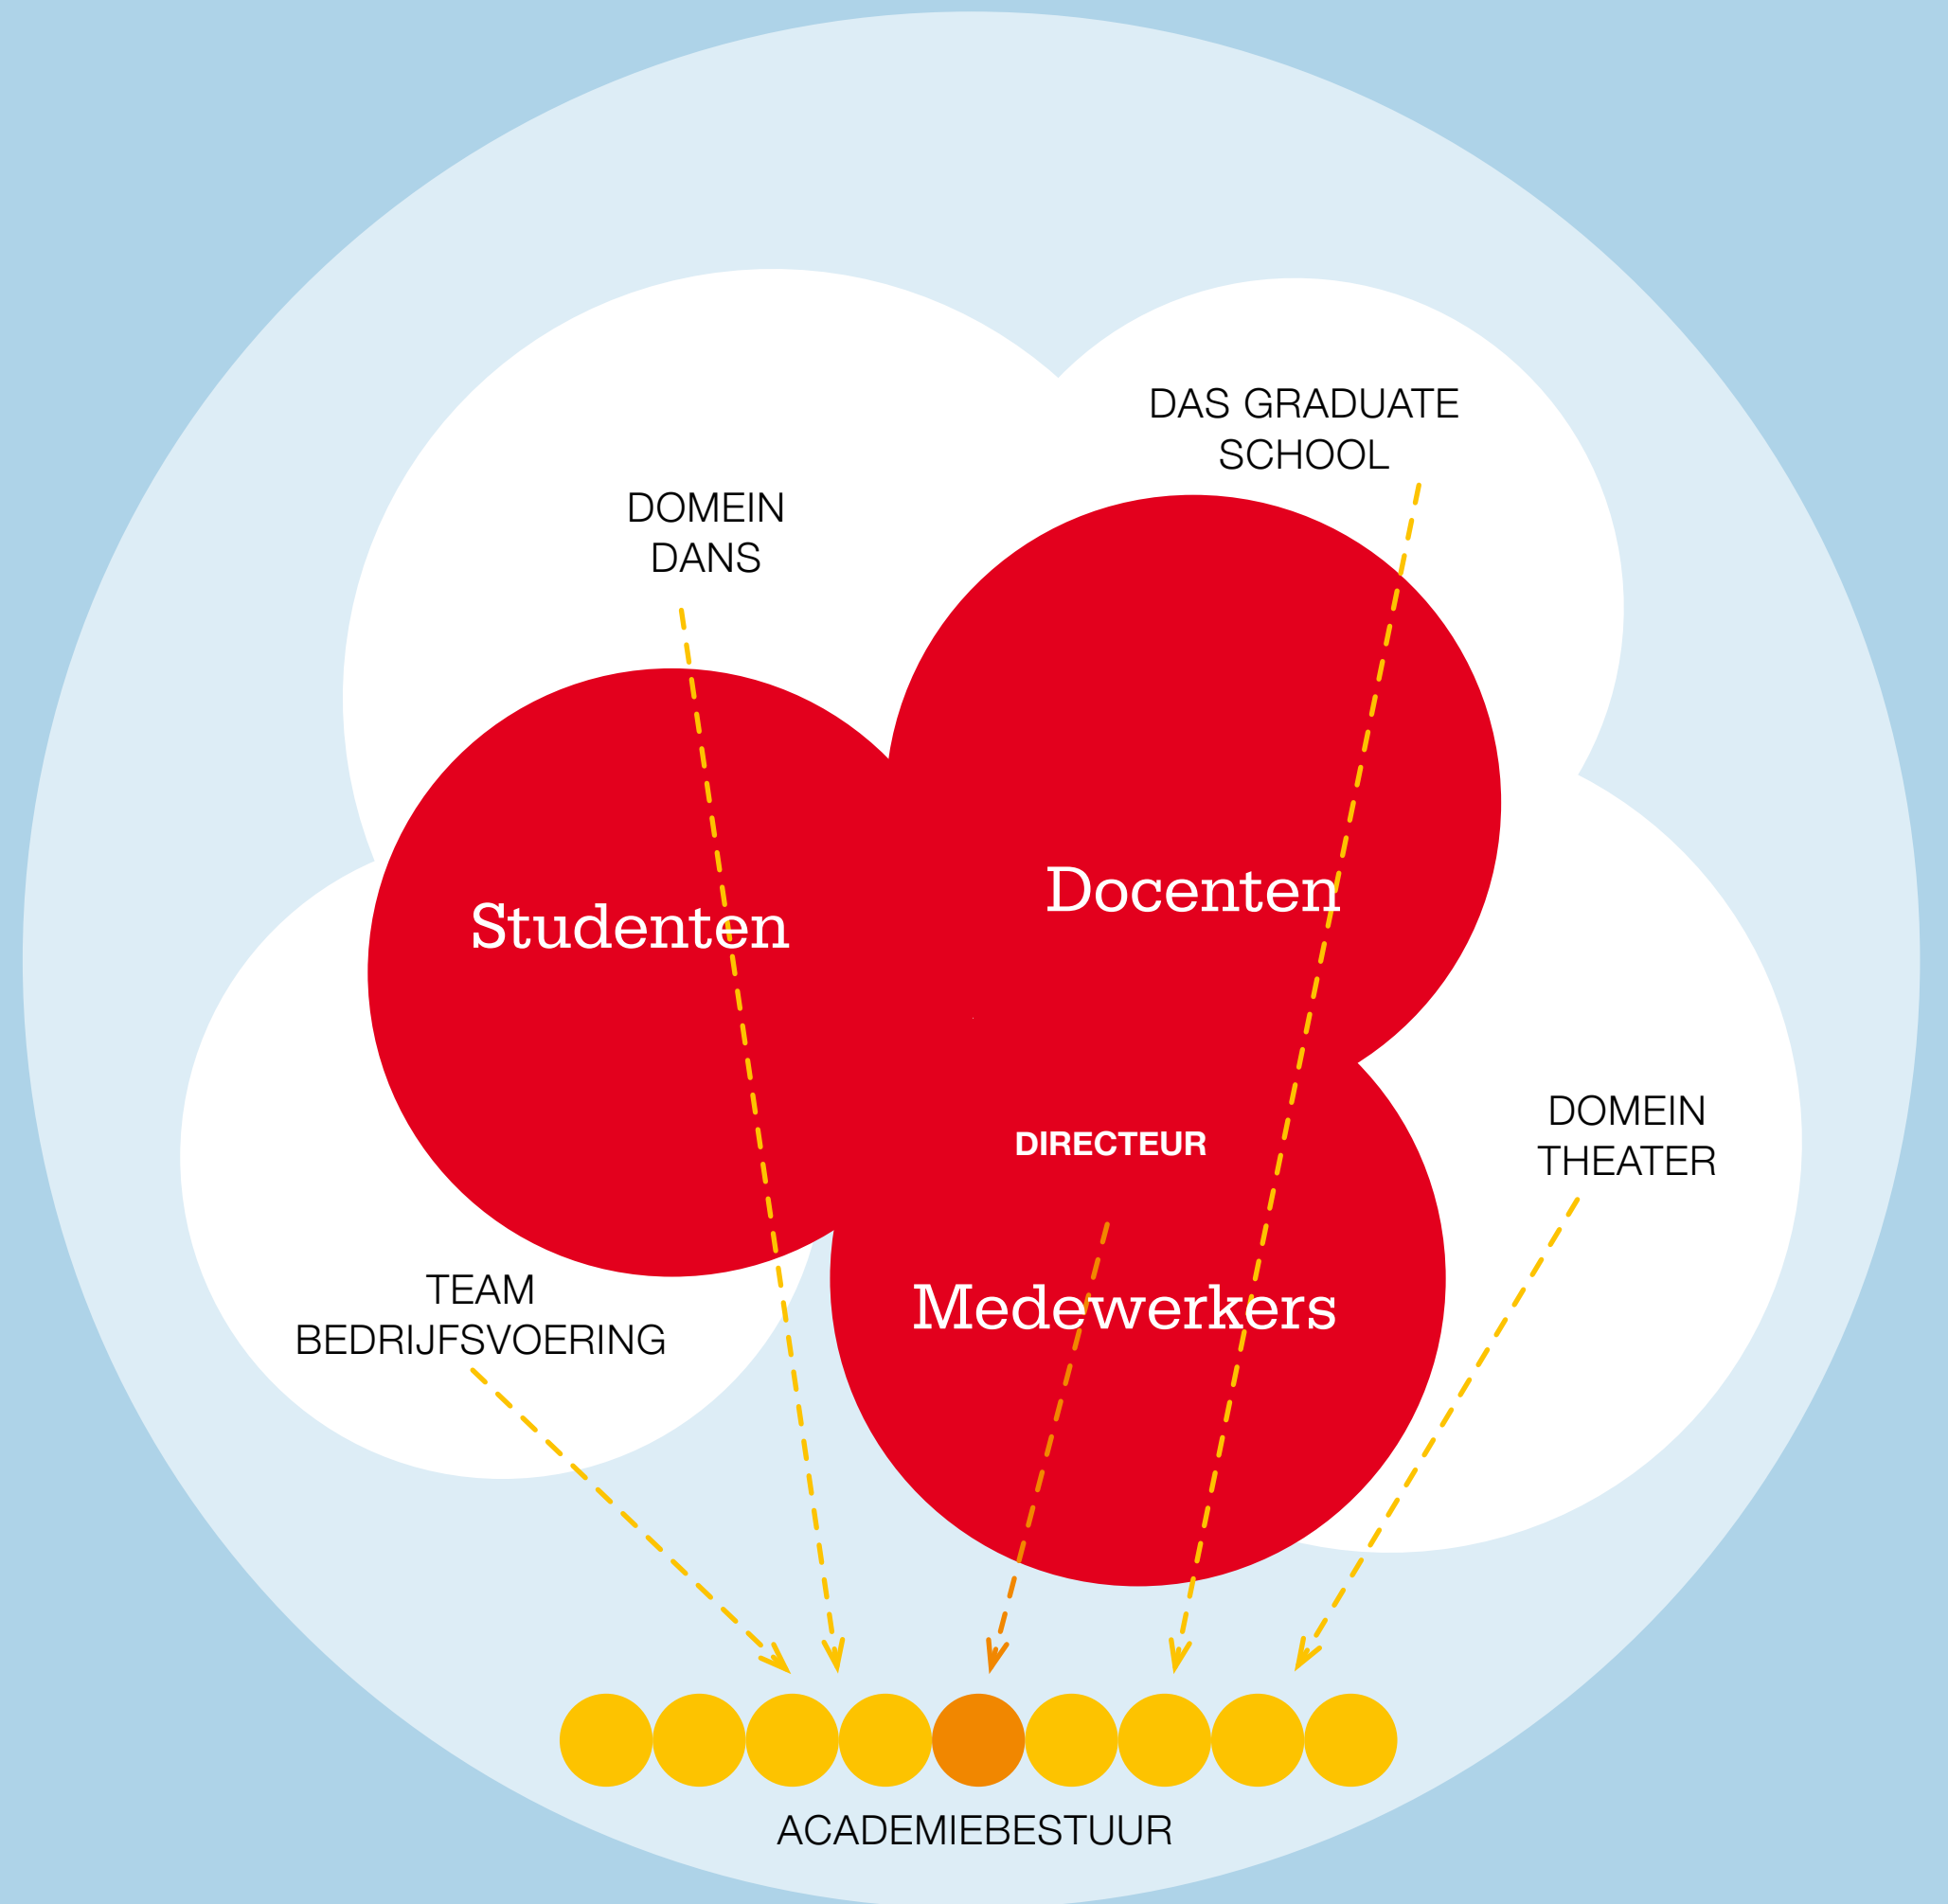 DAS GRADUATE
SCHOOL
DOMEIN
DANS
Docenten
Studenten
DOMEIN
THEATER
DIRECTEUR
TEAM
BEDRIJFSVOERING
Medewerkers
ACADEMIEBESTUUR